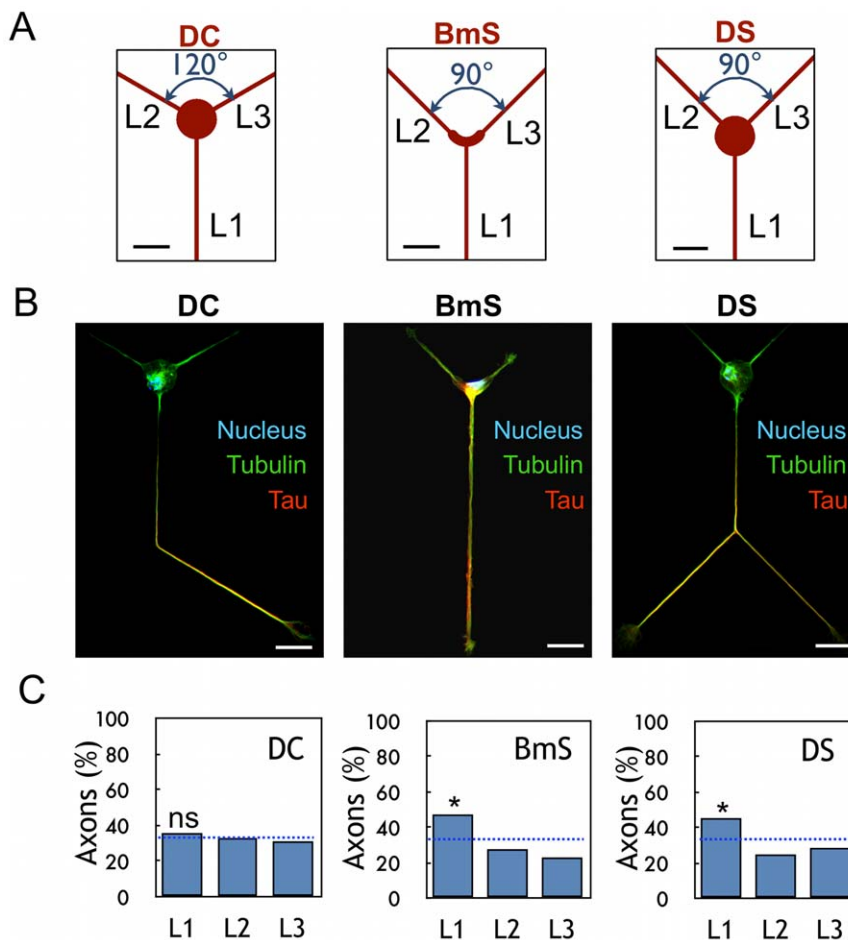 A
DC BmS DS
120° 90° 90°
L2 L3 L2 L3 L2 L3
L1 L1 L1
B
DC BmS DS
Nucleus Nucleus Nucleus
Tubulin Tubulin Tubulin
Tau Tau Tau
C
100 100 100
DC BmS DS
80 80 80
60 60 60
* *
ns
40 40 40
20 20 20
0 0 0
Axons (%) Axons (%) Axons (%)
L1 L2 L3 L1 L2 L3 L1 L2 L3